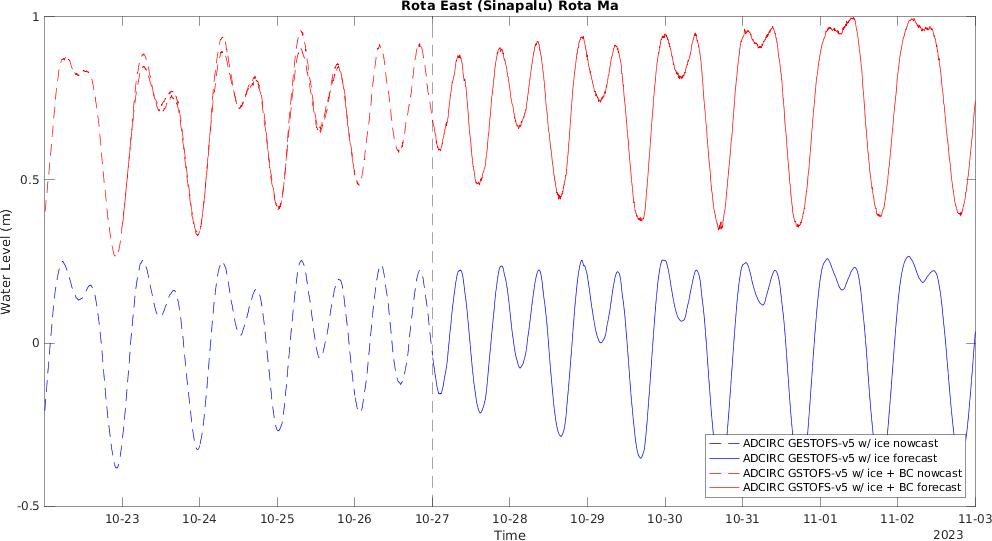 Rota East (Sinapalu) Rota Ma
1
0.5
0
-0.5
Water Level (m)
ADCIRC GESTOFS-v5 w/ ice nowcast
ADCIRC GESTOFS-v5 w/ ice forecast
ADCIRC GSTOFS-v5 w/ ice + BC nowcast
ADCIRC GSTOFS-v5 w/ ice + BC forecast
10-23 10-24 10-25 10-26 10-27 10-28 10-29 10-30 10-31 11-01 11-02 11-03
Time
2023